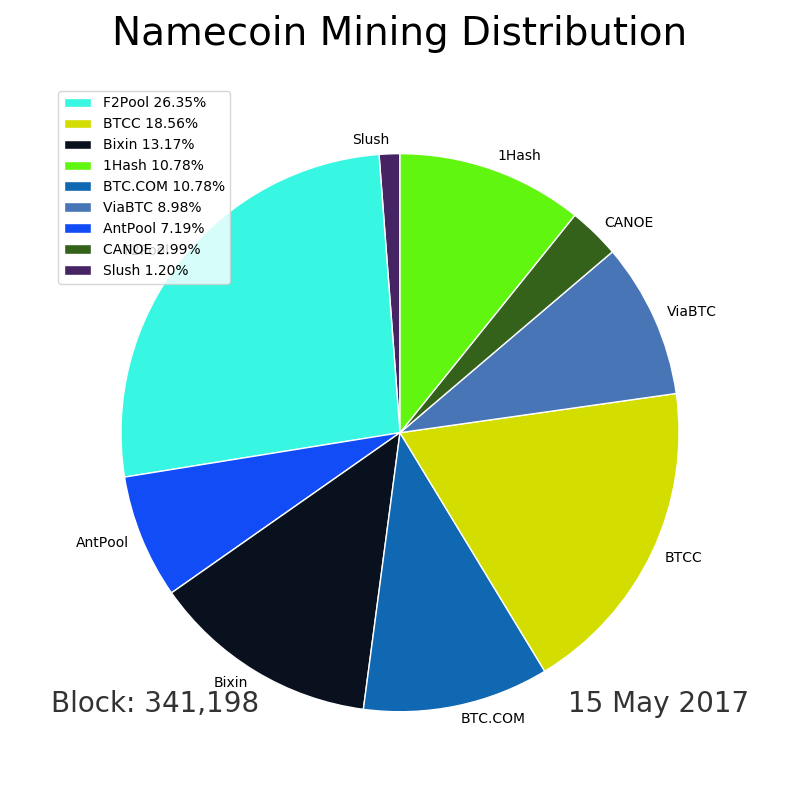 Namecoin Mining Distribution
F2Pool 26.35%
BTCC 18.56%
Bixin 13.17%
1Hash 10.78%
BTC.COM 10.78%
ViaBTC 8.98%
AntPool 7.19%
CANOE 2.99%
Slush 1.20%
Slush
1Hash
CANOE
ViaBTC
BTCC
AntPool
Bixin
BTC.COM
Block: 341,198
15 May 2017